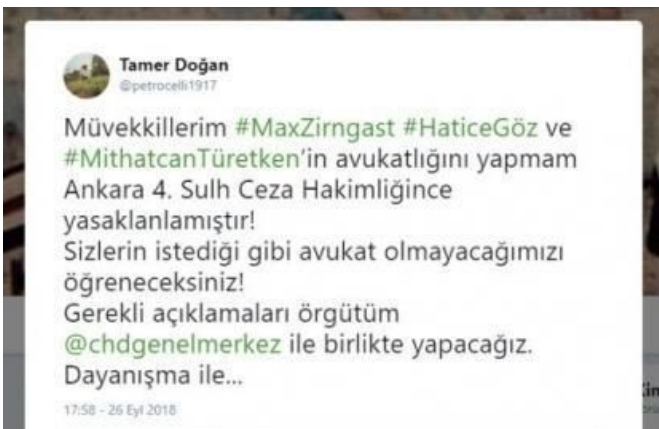 Tamer Doğan
@petrocelli1917
Müvekkillerim #MaxZirngast #HaticeGöz ve
#MithatcanTüretken'in avukatlığını yapmam
Ankara 4. Sulh Ceza Hakimliğince
yasaklanlamıştır!
Sizlerin istediği gibi avukat olmayacağımızı
öğreneceksiniz!
Gerekli açıklamaları örgütüm
@chdgenelmerkez ile birlikte yapacağız.
Dayanışma ile...
17:58 - 26 Eyl 2018